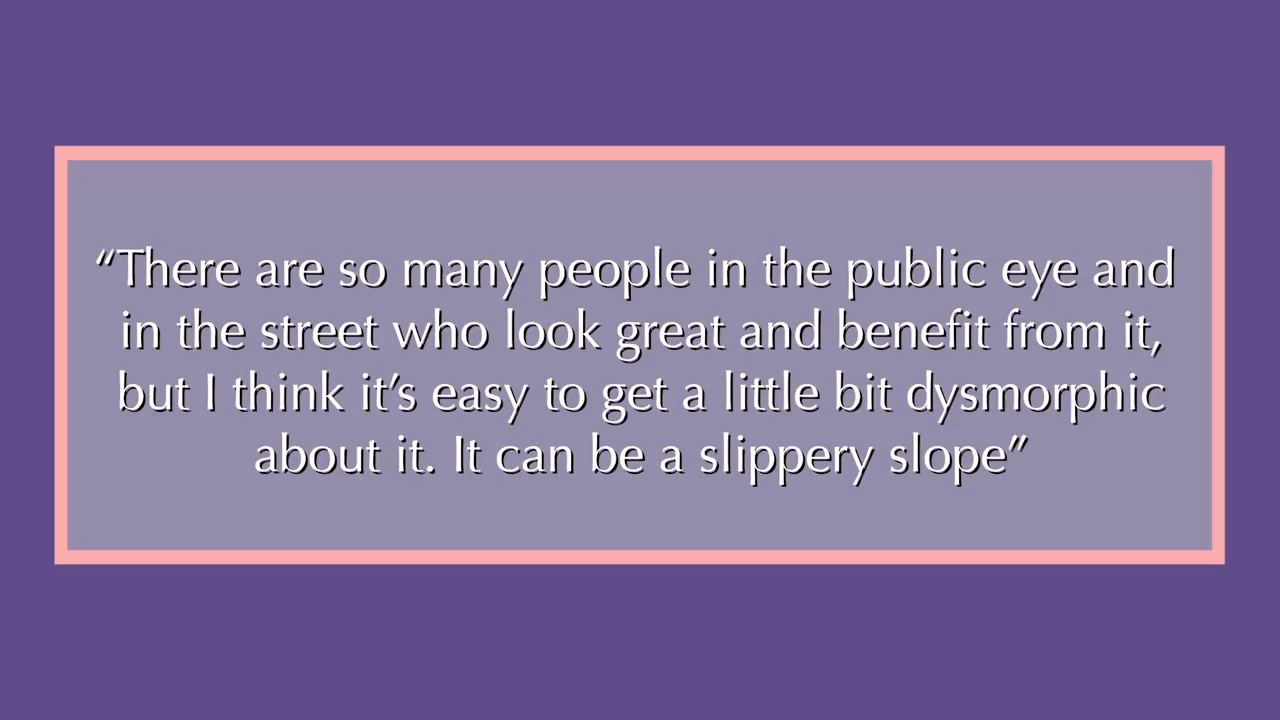 “There are so many people in the public eye and
in the street who look great and benefit from it,
but I think it’s easy to get a little bit dysmorphic
about it. It can be a slippery slope”